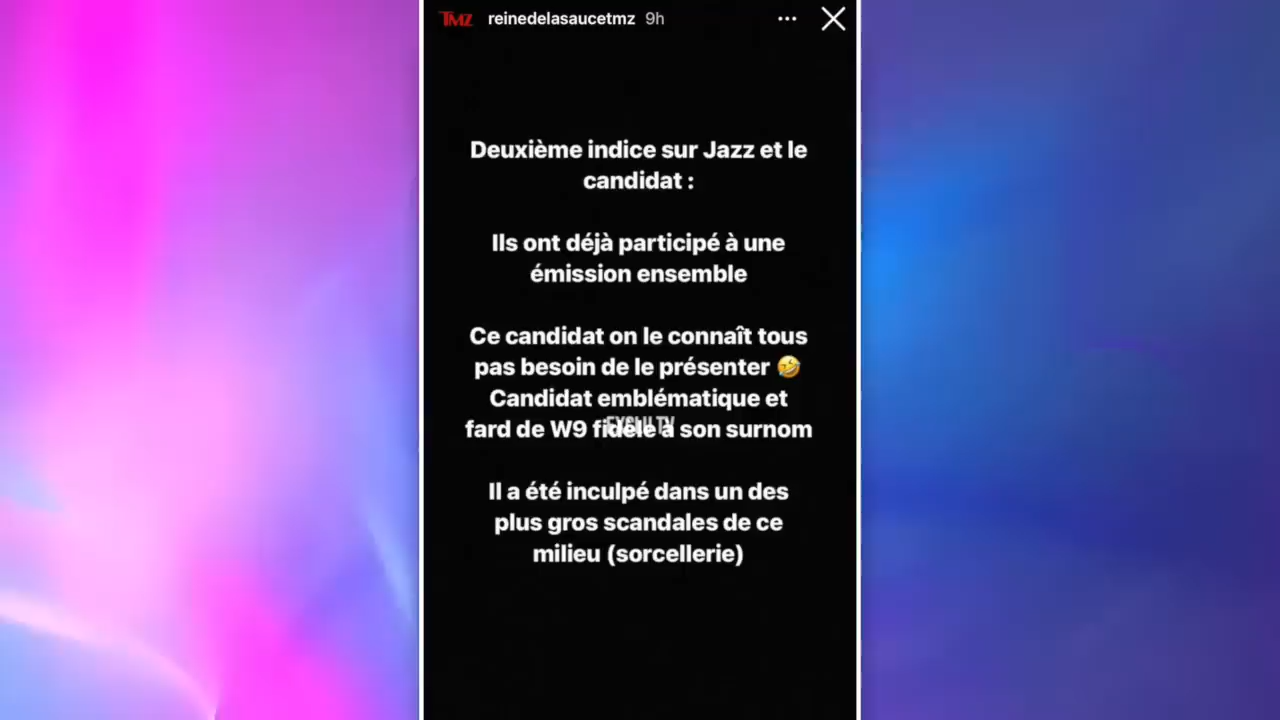 TMZ reinedelasaucetmz 9h
Deuxième indice sur Jazz et le
candidat :
Ils ont déjà participé à une
émission ensemble
Ce candidat on le connaît tous
pas besoin de le présenter 🤣
Candidat emblématique et
fard de W9 fidèle à son surnom
Il a été inculpé dans un des
plus gros scandales de ce
milieu (sorcellerie)